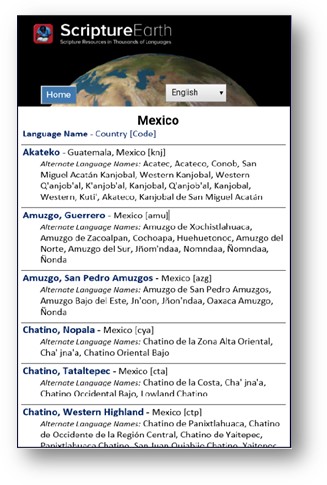 ScriptureEarth
Scripture Resources in Thousands of Languages
Home
English
Mexico
Language Name - Country [Code]
Akateko - Guatemala, Mexico [knj]
Alternate Language Names: Acatec, Acateco, Conob, San
Miguel Acatán Kanjobal, Western Kanjobal, Western
Q'anjob'al, K'anjob'al, Kanjobal, Q'anjob'al, Kanjobal,
Western, Kuti', Akateco, Kanjobal de San Miguel Acatán
Amuzgo, Guerrero - Mexico [amu]
Alternate Language Names: Amuzgo de Xochistlahuaca,
Amuzgo de Zacoalpan, Cochoapa, Huehuetonoc, Amuzgo del
Norte, Amuzgo del Sur, Jñom'ndaa, Nomndaa, Ñomndaa,
Ñonda
Amuzgo, San Pedro Amuzgos - Mexico [azg]
Alternate Language Names: Amuzgo de San Pedro Amuzgos,
Amuzgo Bajo del Este, Jn'oon, Jñon'ndaa, Oaxaca Amuzgo,
Ñonda
Chatino, Nopala - Mexico [cya]
Alternate Language Names: Chatino de la Zona Alta Oriental,
Cha' jna'a, Chatino Oriental Bajo
Chatino, Tataltepec - Mexico [cta]
Alternate Language Names: Chatino de la Costa, Cha' jna'a,
Chatino Occidental Bajo, Lowland Chatino
Chatino, Western Highland - Mexico [ctp]
Alternate Language Names: Chatino de Panixtlahuaca, Chatino
de Occidente de la Región Central, Chatino de Yaitepec,
Panixtlahuaca Chatino, San Juan Quiahije Chatino, Yaitepec